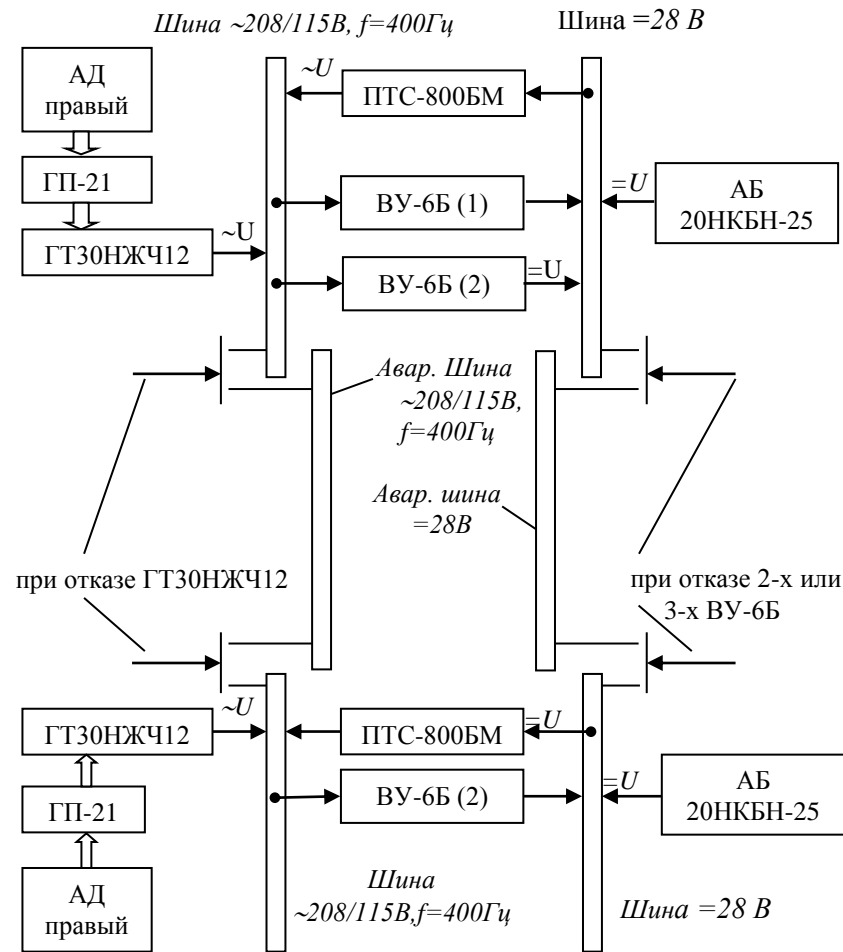 Шина ~208/115В, f=400Гц
Шина =28 В
АД
правый
~U
ПТС-800БМ
ГП-21
ВУ-6Б (1)
=U
АБ
20НКБН-25
~U
ГТ30НЖЧ12
ВУ-6Б (2)
=U
Авар. Шина
~208/115В,
f=400Гц
Авар. шина
=28В
при отказе ГТ30НЖЧ12
при отказе 2-х или
3-х ВУ-6Б
~U
ГТ30НЖЧ12
ПТС-800БМ
=U
ГП-21
ВУ-6Б (2)
=U
АБ
20НКБН-25
АД
правый
Шина
~208/115В,f=400Гц
Шина =28 В